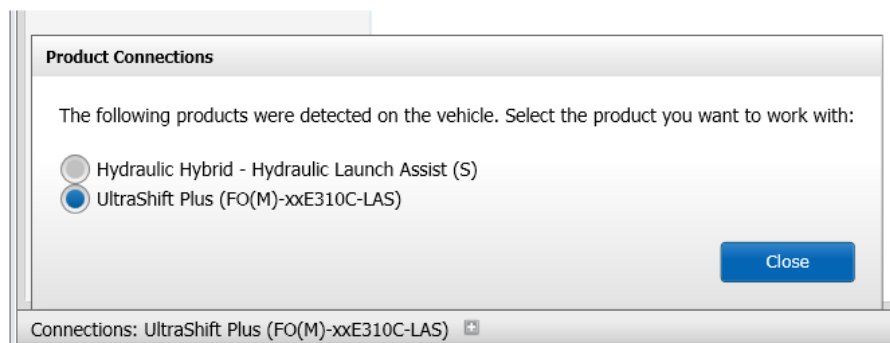 Product Connections
The following products were detected on the vehicle. Select the product you want to work with:
Hydraulic Hybrid - Hydraulic Launch Assist (S)
UltraShift Plus (FO(M)-xxE310C-LAS)
Close
Connections: UltraShift Plus (FO(M)-xxE310C-LAS)